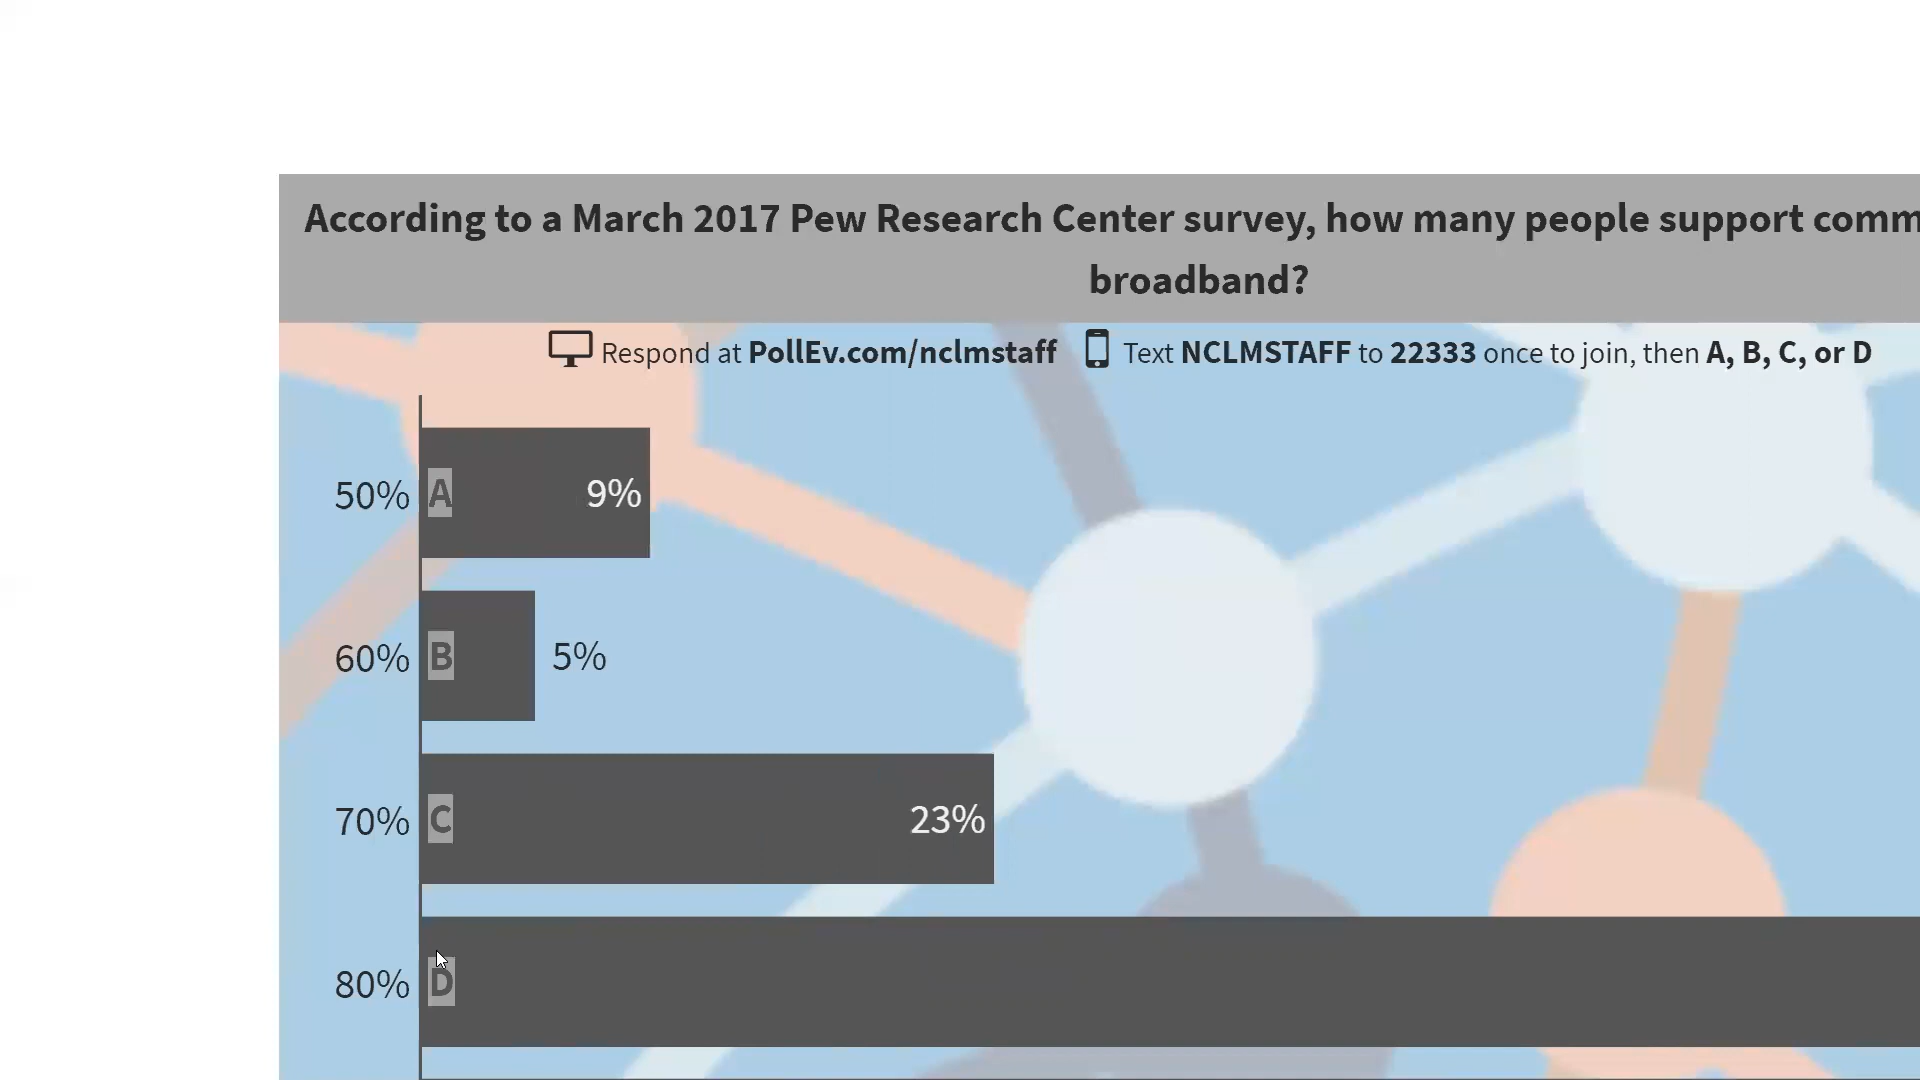 According to a March 2017 Pew Research Center survey, how many people support comm
broadband?
Respond at PollEv.com/nclmstaff Text NCLMSTAFF to 22333 once to join, then A, B, C, or D
50% A 9%
60% B 5%
70% C 23%
80% D